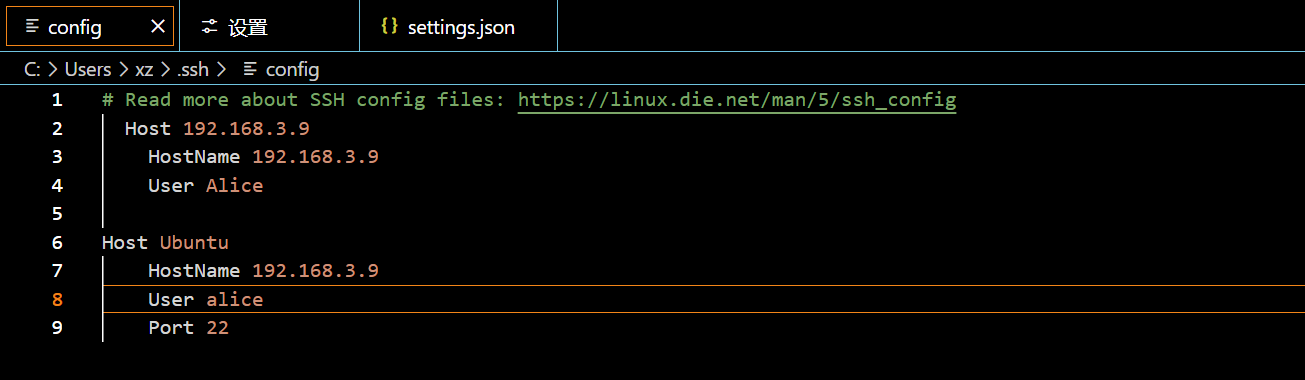 config
设置
settings.json
C: > Users > xz > .ssh > config
1 # Read more about SSH config files: https://linux.die.net/man/5/ssh_config
2 Host 192.168.3.9
3 HostName 192.168.3.9
4 User Alice
5
6 Host Ubuntu
7 HostName 192.168.3.9
8 User alice
9 Port 22